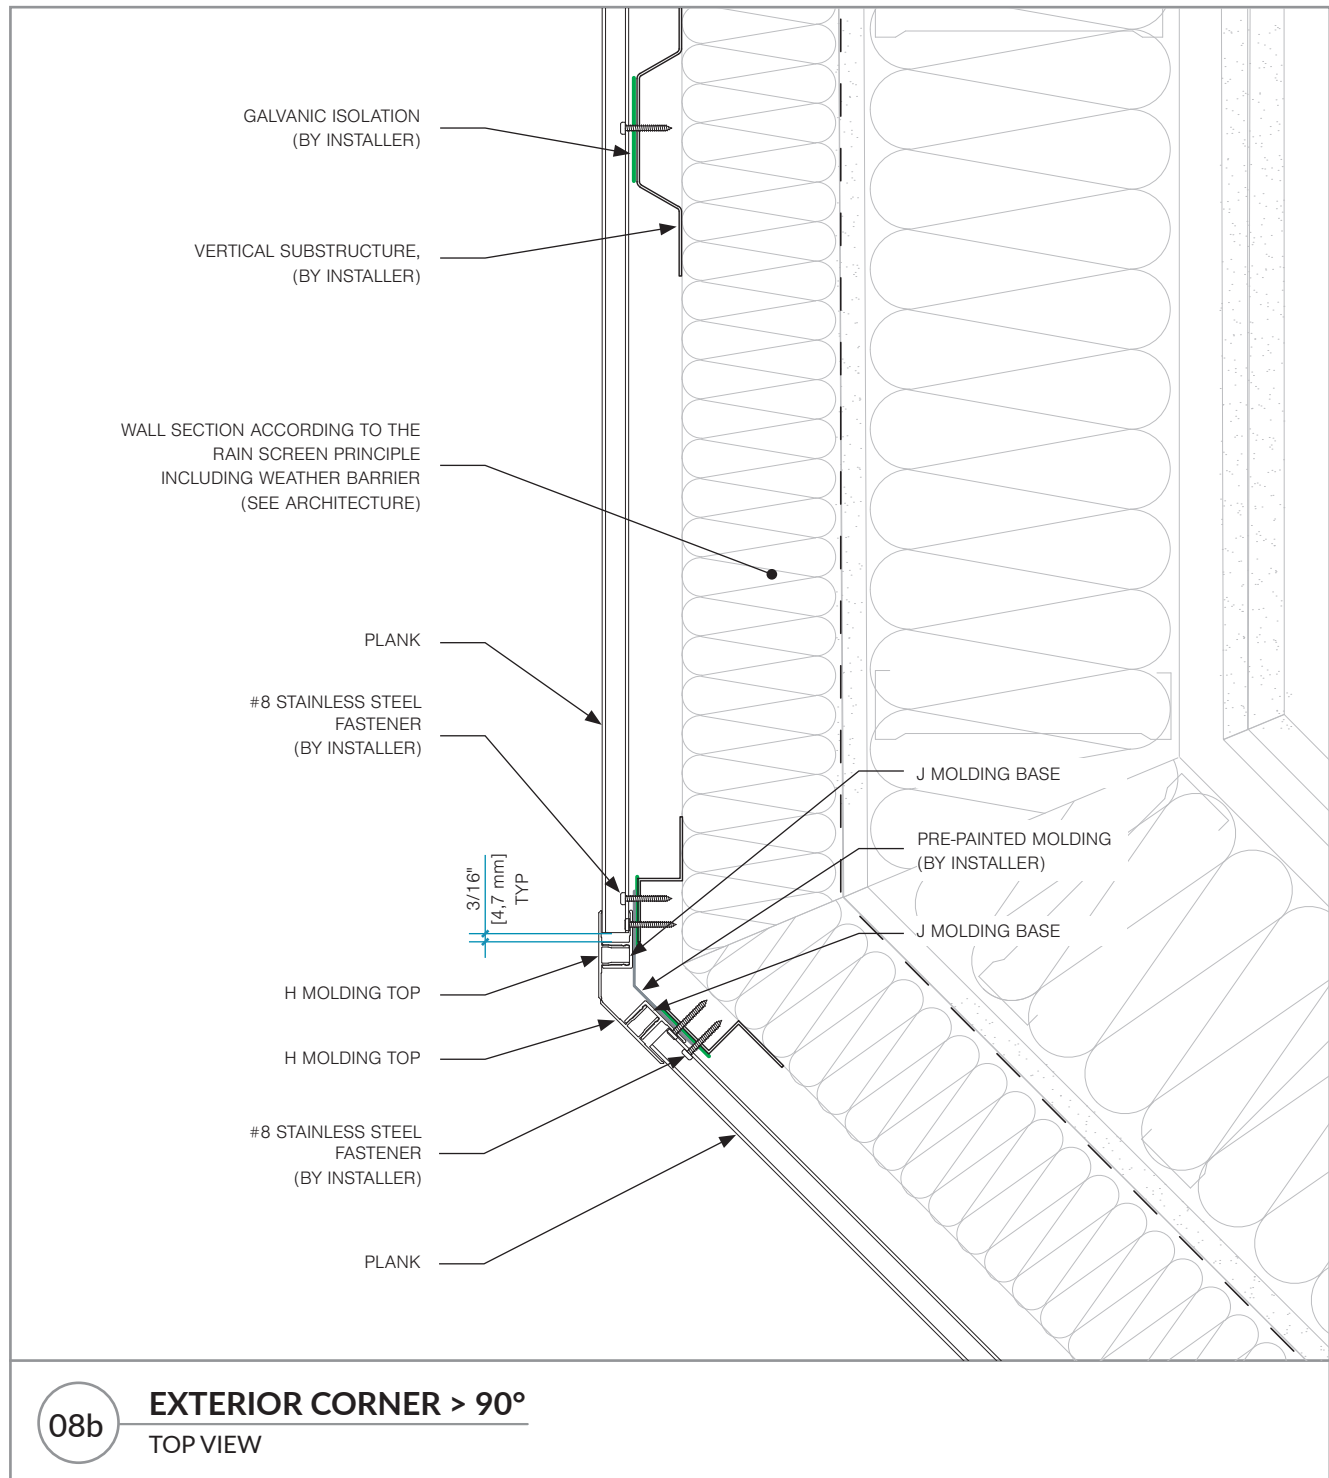 GALVANIC ISOLATION
(BY INSTALLER)
VERTICAL SUBSTRUCTURE,
(BY INSTALLER)
WALL SECTION ACCORDING TO THE
RAIN SCREEN PRINCIPLE
INCLUDING WEATHER BARRIER
(SEE ARCHITECTURE)
PLANK
#8 STAINLESS STEEL
FASTENER
(BY INSTALLER)
J MOLDING BASE
PRE-PAINTED MOLDING
(BY INSTALLER)
J MOLDING BASE
3/16"
[4,7 mm]
TYP
H MOLDING TOP
H MOLDING TOP
#8 STAINLESS STEEL
FASTENER
(BY INSTALLER)
PLANK
08b
EXTERIOR CORNER > 90°
TOP VIEW